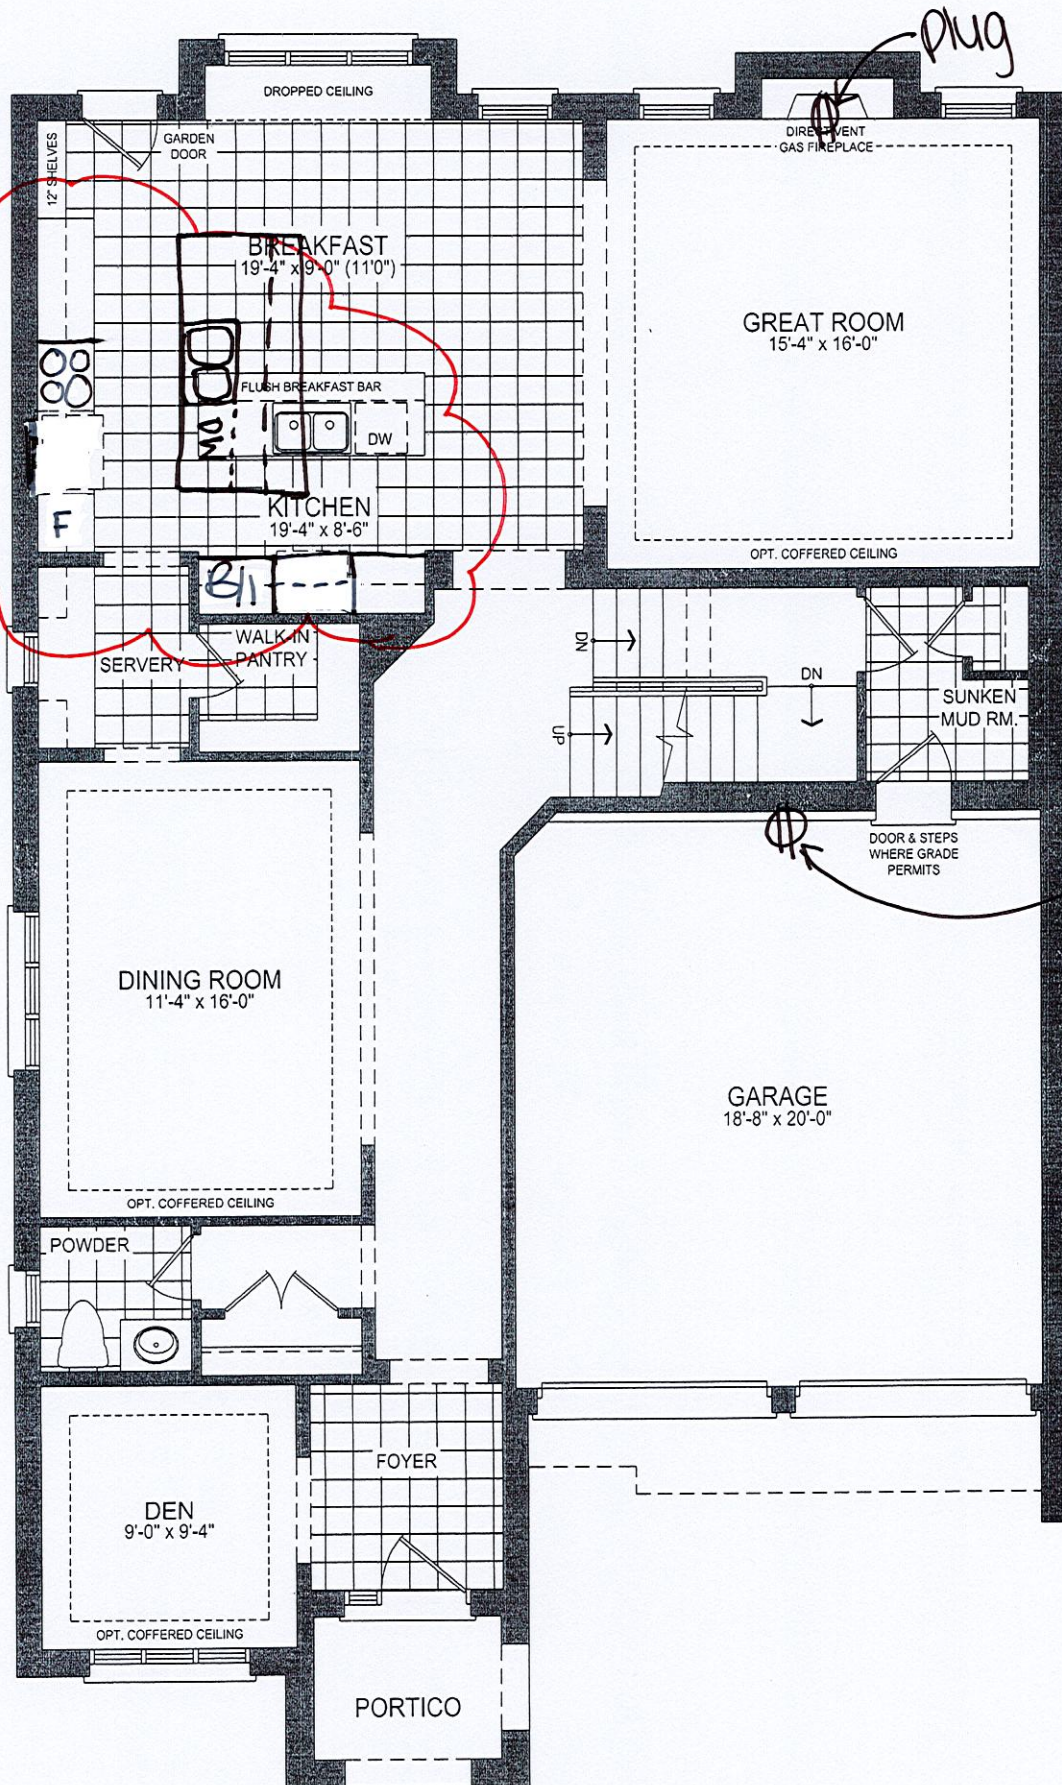 plug
DROPPED CEILING
GARDEN
DOOR
12" SHELVES
DIRECT VENT
GAS FIREPLACE
BREAKFAST
19'-4" x 9'-0" (11'0")
GREAT ROOM
15'-4" x 16'-0"
FLUSH BREAKFAST BAR
DW
DW
KITCHEN
19'-4" x 8'-6"
F
OPT. COFFERED CEILING
B/I
WALK-IN
PANTRY
SERVERY
DN
DN
UP
SUNKEN
MUD RM.
DOOR & STEPS
WHERE GRADE
PERMITS
DINING ROOM
11'-4" x 16'-0"
GARAGE
18'-8" x 20'-0"
OPT. COFFERED CEILING
POWDER
FOYER
DEN
9'-0" x 9'-4"
OPT. COFFERED CEILING
PORTICO